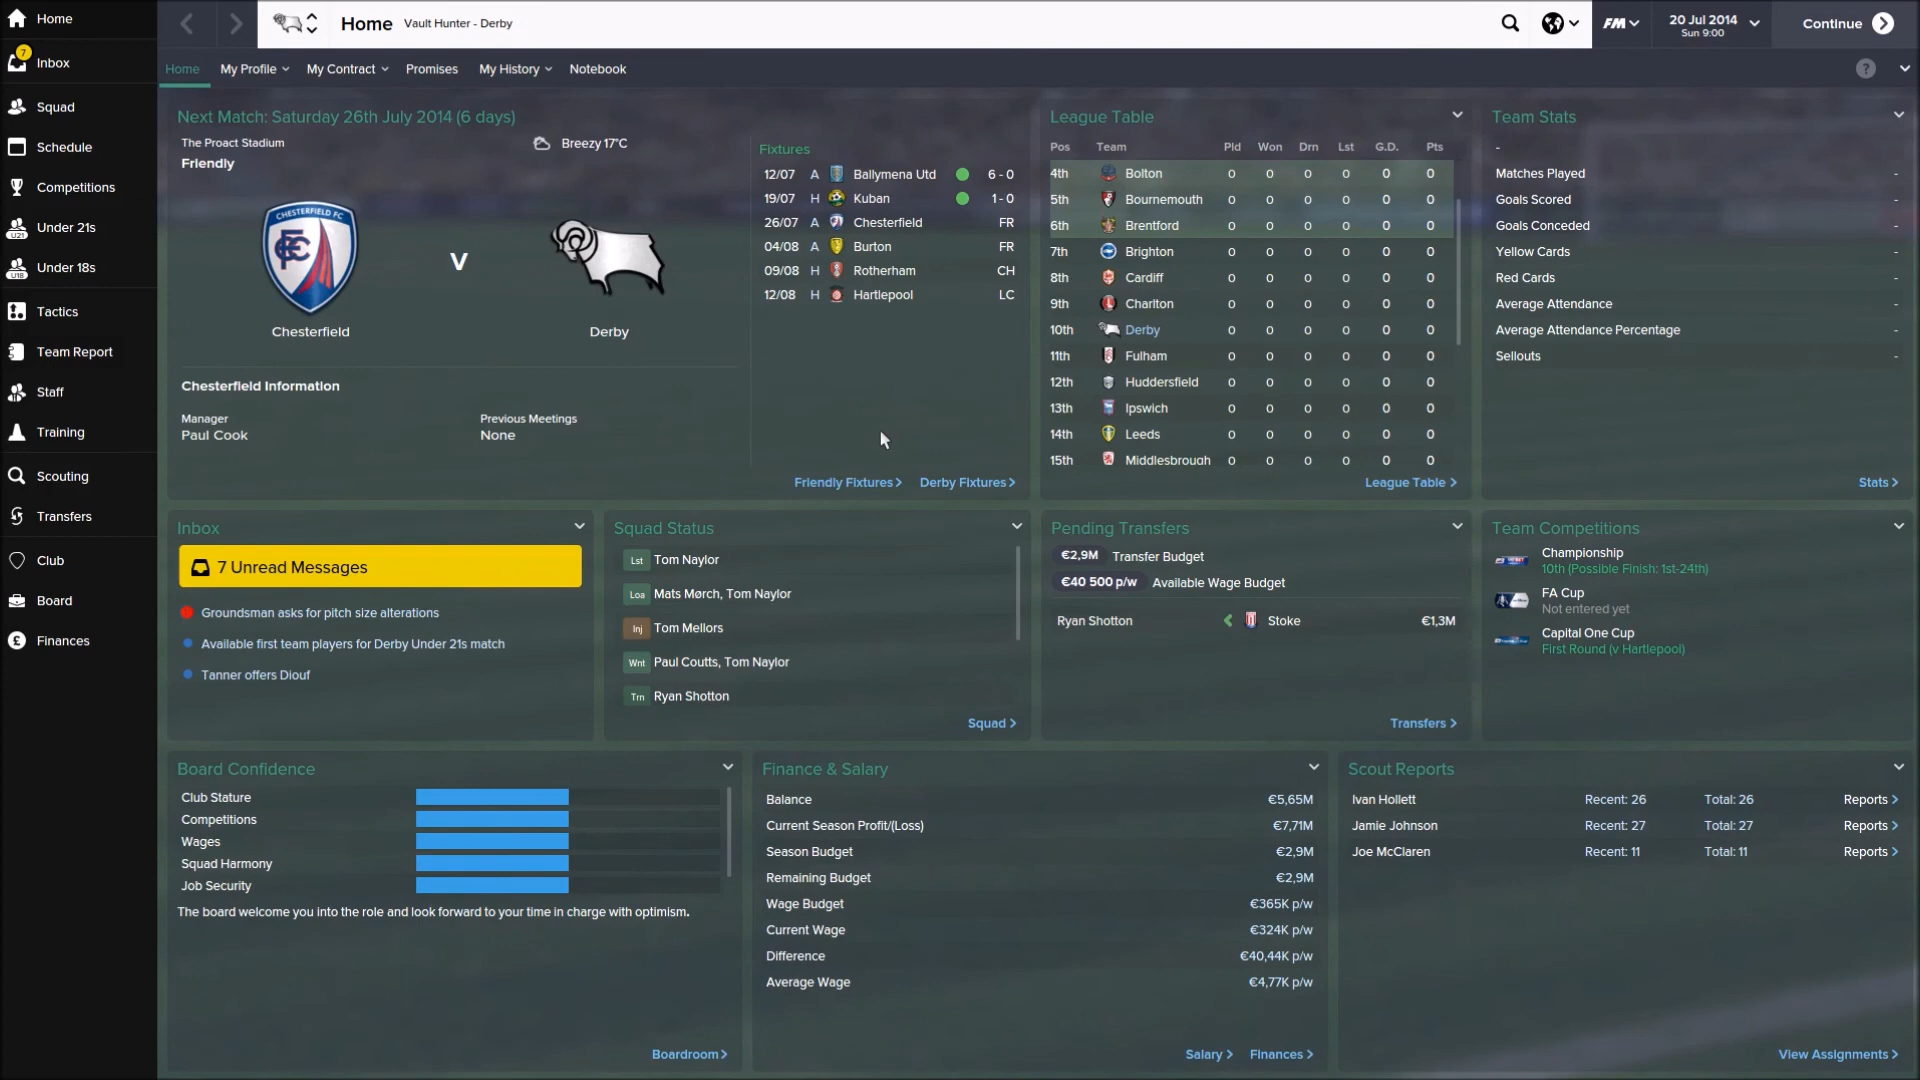 Home
7
Inbox
Squad
Schedule
Competitions
U21
Under 21s
U18
Under 18s
Tactics
Team Report
Staff
Training
Scouting
Transfers
Club
Board
Finances
Home Vault Hunter - Derby
FM
20 Jul 2014
Sun 9:00
Continue
Home My Profile My Contract Promises My History Notebook
?
Next Match: Saturday 26th July 2014 (6 days)
The Proact Stadium
Friendly
Breezy 17°C
CHESTERFIELD FC
V
Chesterfield
Derby
Chesterfield Information
Manager
Paul Cook
Previous Meetings
None
Fixtures
12/07 A Ballymena Utd 6 - 0
19/07 H Kuban 1 - 0
26/07 A Chesterfield FR
04/08 A Burton FR
09/08 H Rotherham CH
12/08 H Hartlepool LC
Friendly Fixtures Derby Fixtures
League Table
Pos Team Pld Won Drn Lst G.D. Pts
4th Bolton 0 0 0 0 0 0
5th Bournemouth 0 0 0 0 0 0
6th Brentford 0 0 0 0 0 0
7th Brighton 0 0 0 0 0 0
8th Cardiff 0 0 0 0 0 0
9th Charlton 0 0 0 0 0 0
10th Derby 0 0 0 0 0 0
11th Fulham 0 0 0 0 0 0
12th Huddersfield 0 0 0 0 0 0
13th Ipswich 0 0 0 0 0 0
14th Leeds 0 0 0 0 0 0
15th Middlesbrough 0 0 0 0 0 0
League Table
Team Stats
-
Matches Played -
Goals Scored -
Goals Conceded -
Yellow Cards -
Red Cards -
Average Attendance -
Average Attendance Percentage -
Sellouts -
Stats
Inbox
7 Unread Messages
Groundsman asks for pitch size alterations
Available first team players for Derby Under 21s match
Tanner offers Diouf
Squad Status
Lst Tom Naylor
Loa Mats Mørch, Tom Naylor
Inj Tom Mellors
Wnt Paul Coutts, Tom Naylor
Trn Ryan Shotton
Squad
Pending Transfers
€2,9M Transfer Budget
€40 500 p/w Available Wage Budget
Ryan Shotton Stoke €1,3M
Transfers
Team Competitions
Championship
10th (Possible Finish: 1st-24th)
FA Cup
Not entered yet
Capital One Cup
First Round (v Hartlepool)
Board Confidence
Club Stature
Competitions
Wages
Squad Harmony
Job Security
The board welcome you into the role and look forward to your time in charge with optimism.
Boardroom
Finance & Salary
Balance €5,65M
Current Season Profit/(Loss) €7,71M
Season Budget €2,9M
Remaining Budget €2,9M
Wage Budget €365K p/w
Current Wage €324K p/w
Difference €40,44K p/w
Average Wage €4,77K p/w
Salary Finances
Scout Reports
Ivan Hollett Recent: 26 Total: 26 Reports
Jamie Johnson Recent: 27 Total: 27 Reports
Joe McClaren Recent: 11 Total: 11 Reports
View Assignments